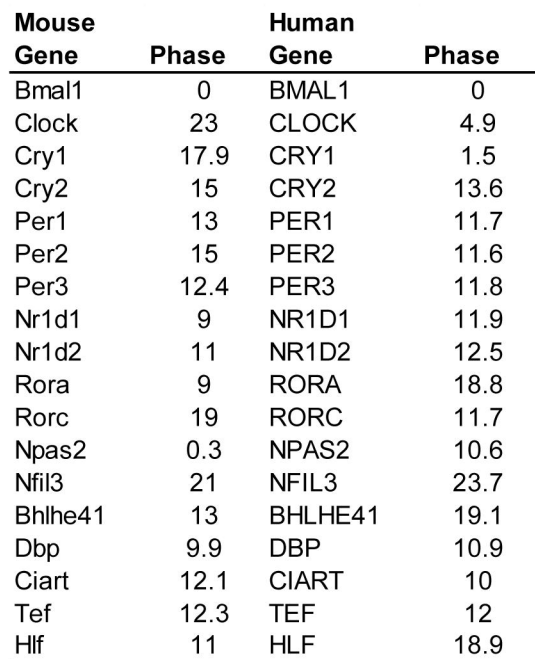 Mouse Human
Gene Phase Gene Phase
Bmal1 0 BMAL1 0
Clock 23 CLOCK 4.9
Cry1 17.9 CRY1 1.5
Cry2 15 CRY2 13.6
Per1 13 PER1 11.7
Per2 15 PER2 11.6
Per3 12.4 PER3 11.8
Nr1d1 9 NR1D1 11.9
Nr1d2 11 NR1D2 12.5
Rora 9 RORA 18.8
Rorc 19 RORC 11.7
Npas2 0.3 NPAS2 10.6
Nfil3 21 NFIL3 23.7
Bhlhe41 13 BHLHE41 19.1
Dbp 9.9 DBP 10.9
Ciart 12.1 CIART 10
Tef 12.3 TEF 12
Hlf 11 HLF 18.9